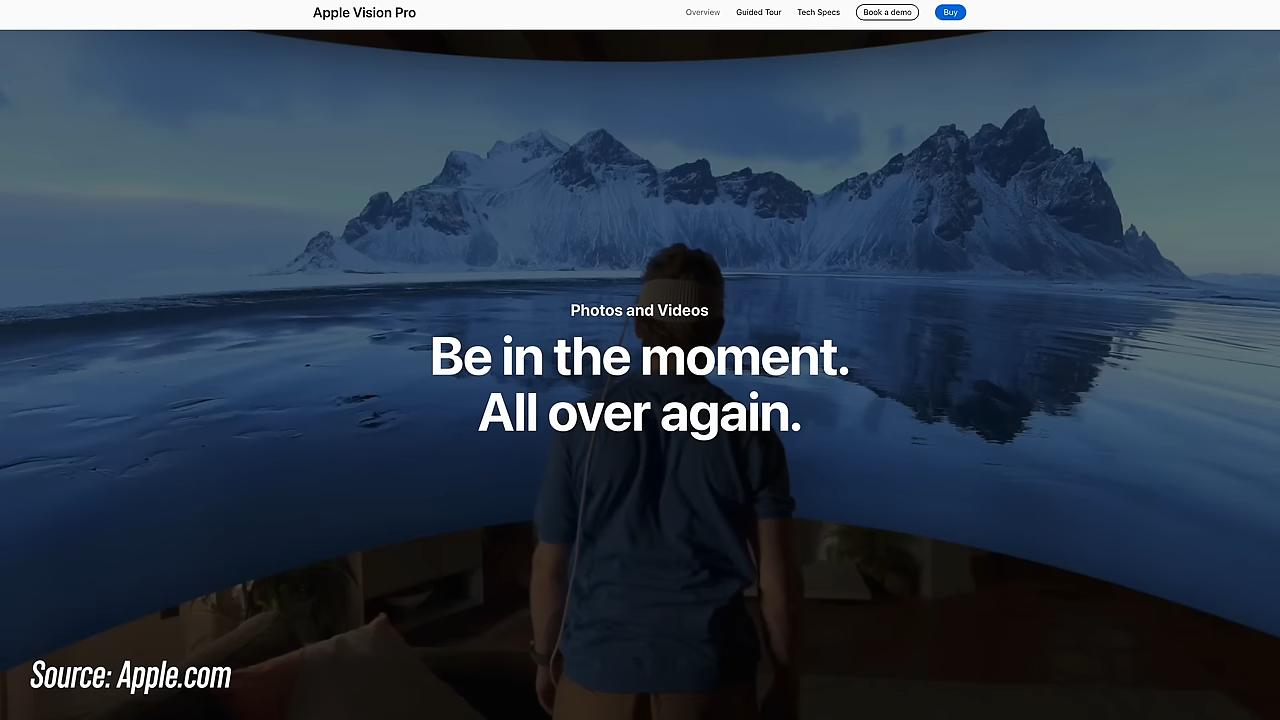 Apple Vision Pro
Overview Guided Tour Tech Specs Book a demo Buy
Photos and Videos
Be in the moment.
All over again.
Source: Apple.com